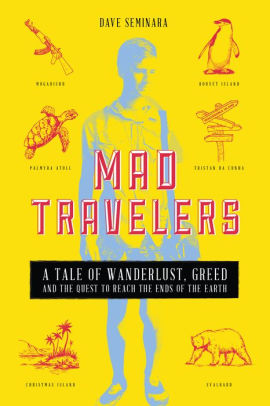 DAVE SEMINARA
MOGADISHU
BOUVET ISLAND
PALMYRA ATOLL
TRISTAN DA CUNHA
MAD
TRAVELERS
A TALE OF WANDERLUST, GREED
AND THE QUEST TO REACH THE ENDS OF THE EARTH
CHRISTMAS ISLAND
SVALBARD